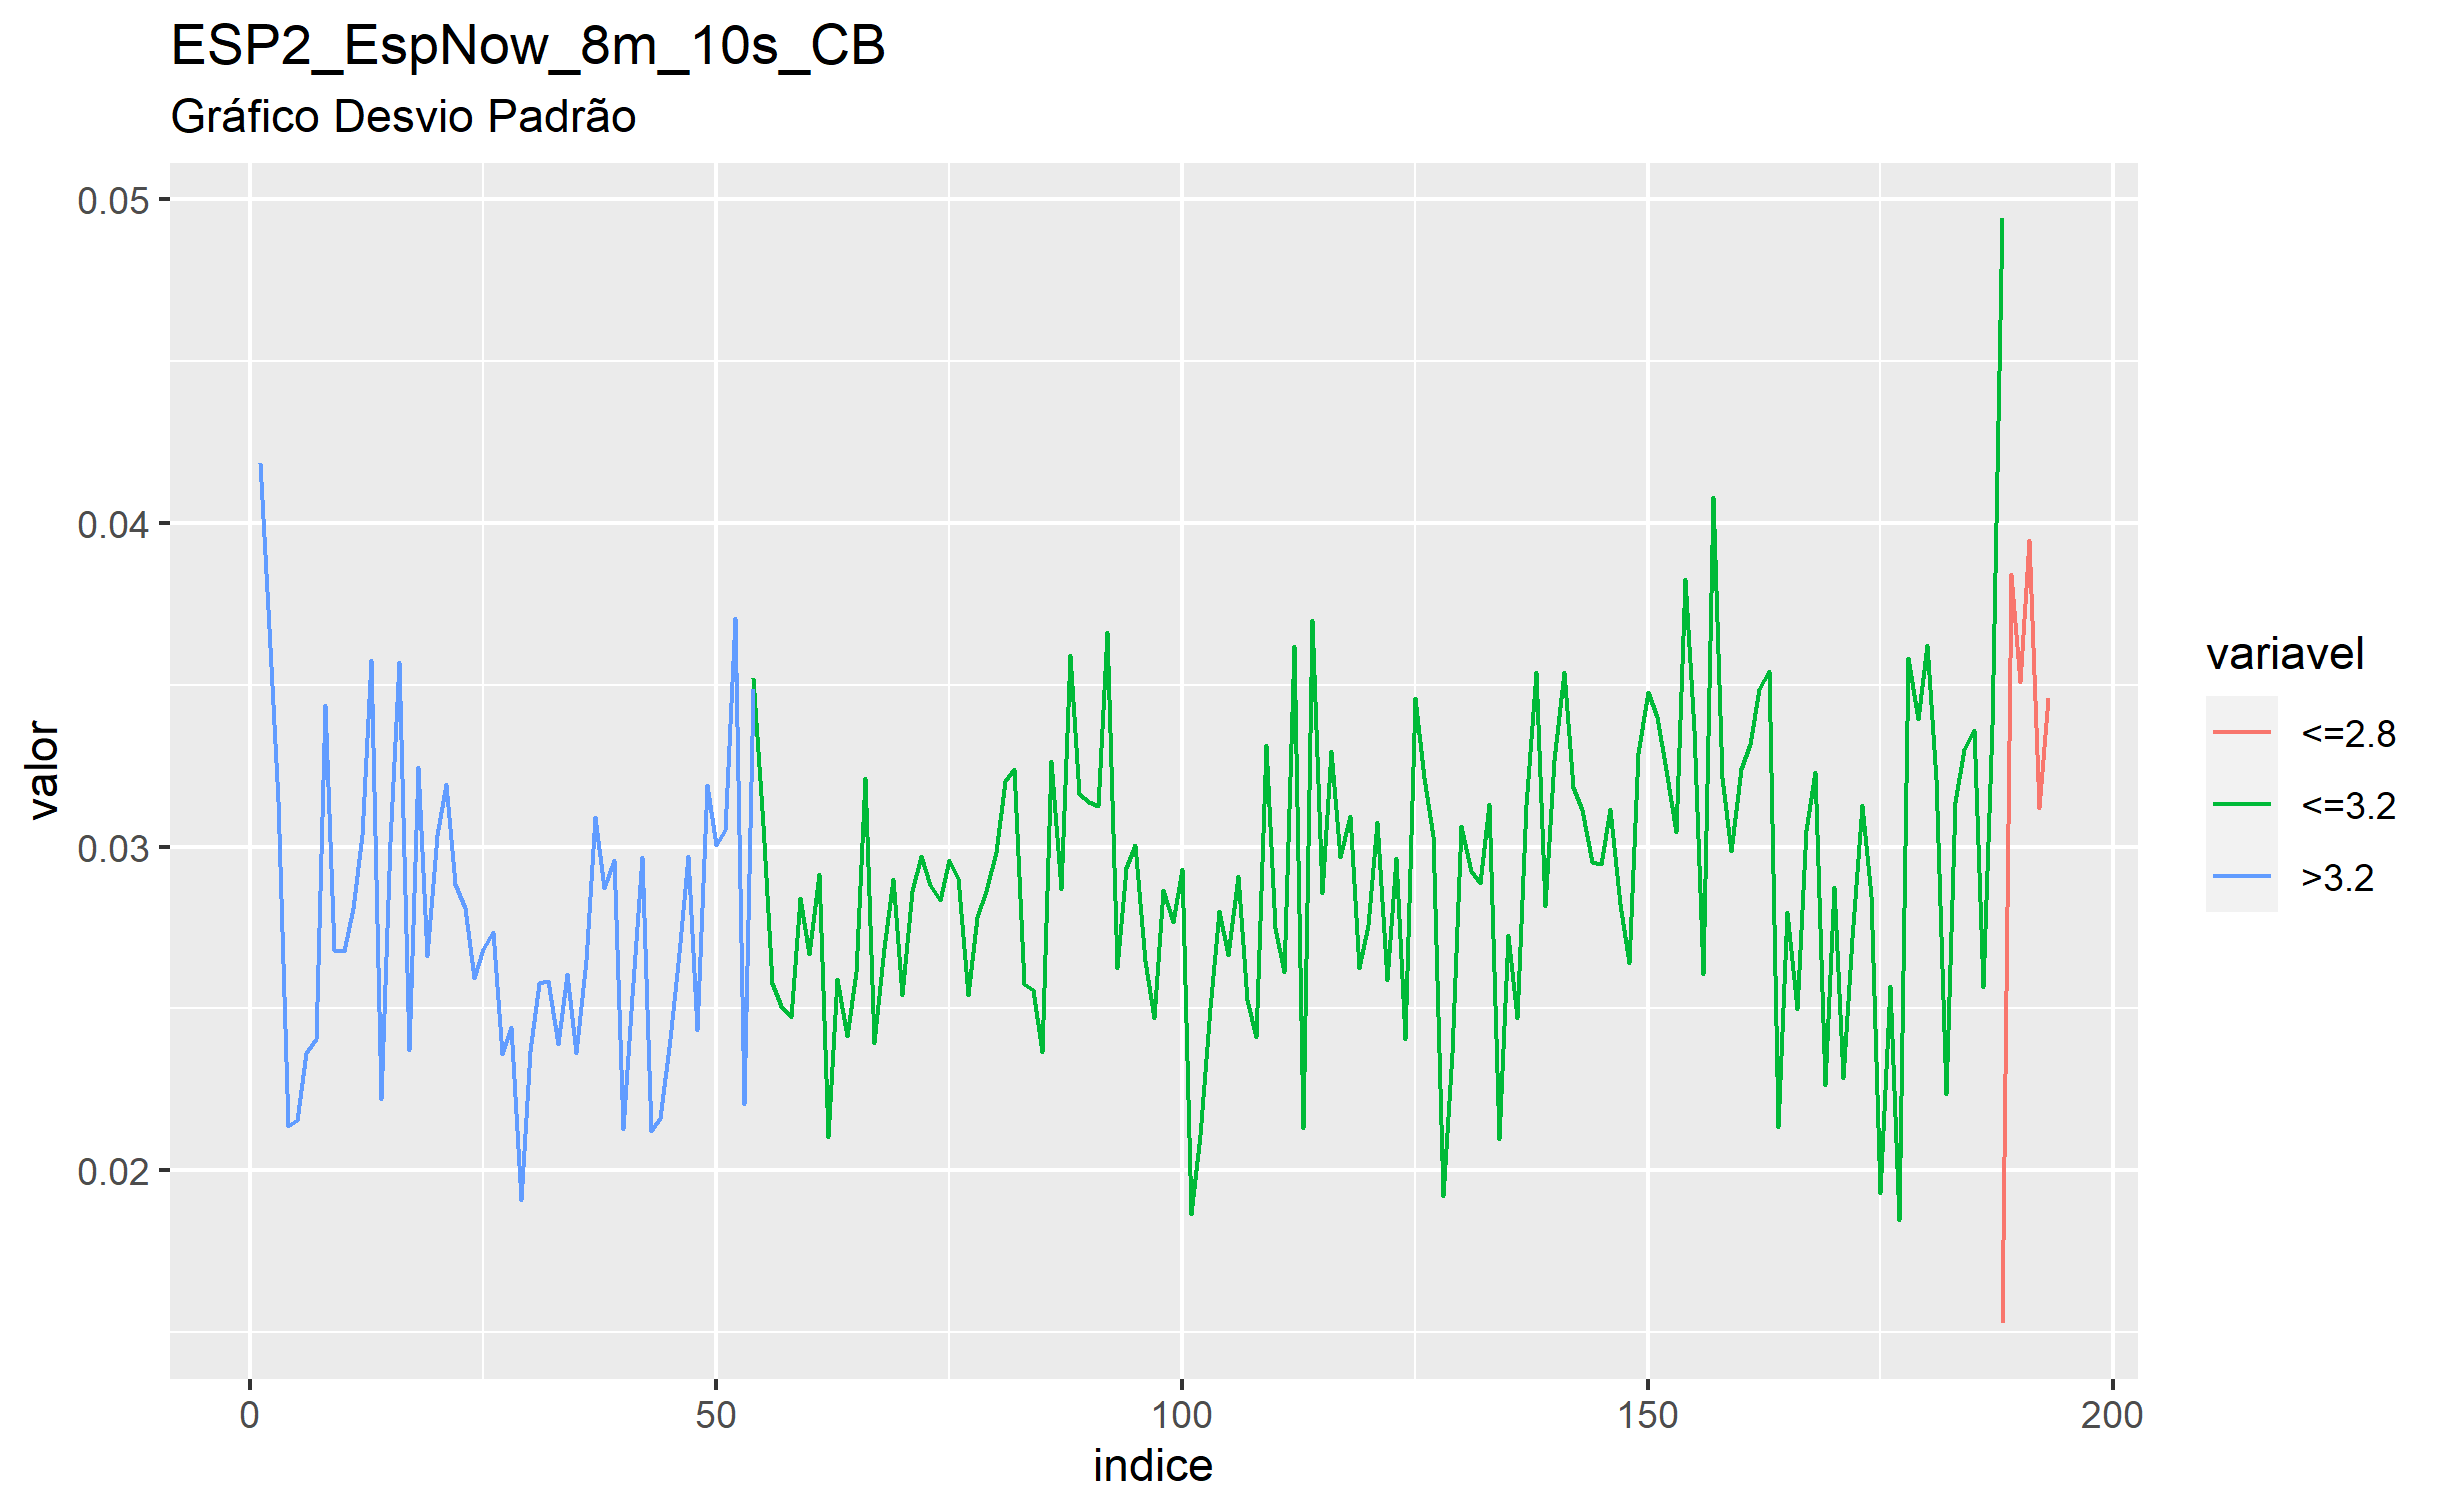 ESP2_EspNow_8m_10s_CB
Gráfico Desvio Padrão
0.05
0.04
0.03
0.02
valor
0
50
100
150
200
indice
variavel
<=2.8
<=3.2
>3.2